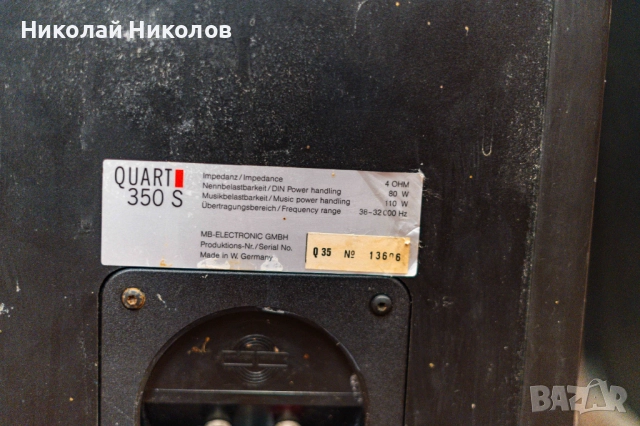 Николай Николов
QUART
350 S
Impedanz/Impedance 4 OHM
Nennbelastbarkeit/DIN Power handling 80 W
Musikbelastbarkeit/Music power handling 110 W
Übertragungsbereich/Frequency range 36-32000 Hz
MB-ELECTRONIC GMBH
Produktions-Nr./Serial No.
Made in W. Germany
Q 35 № 13606
BAZAR